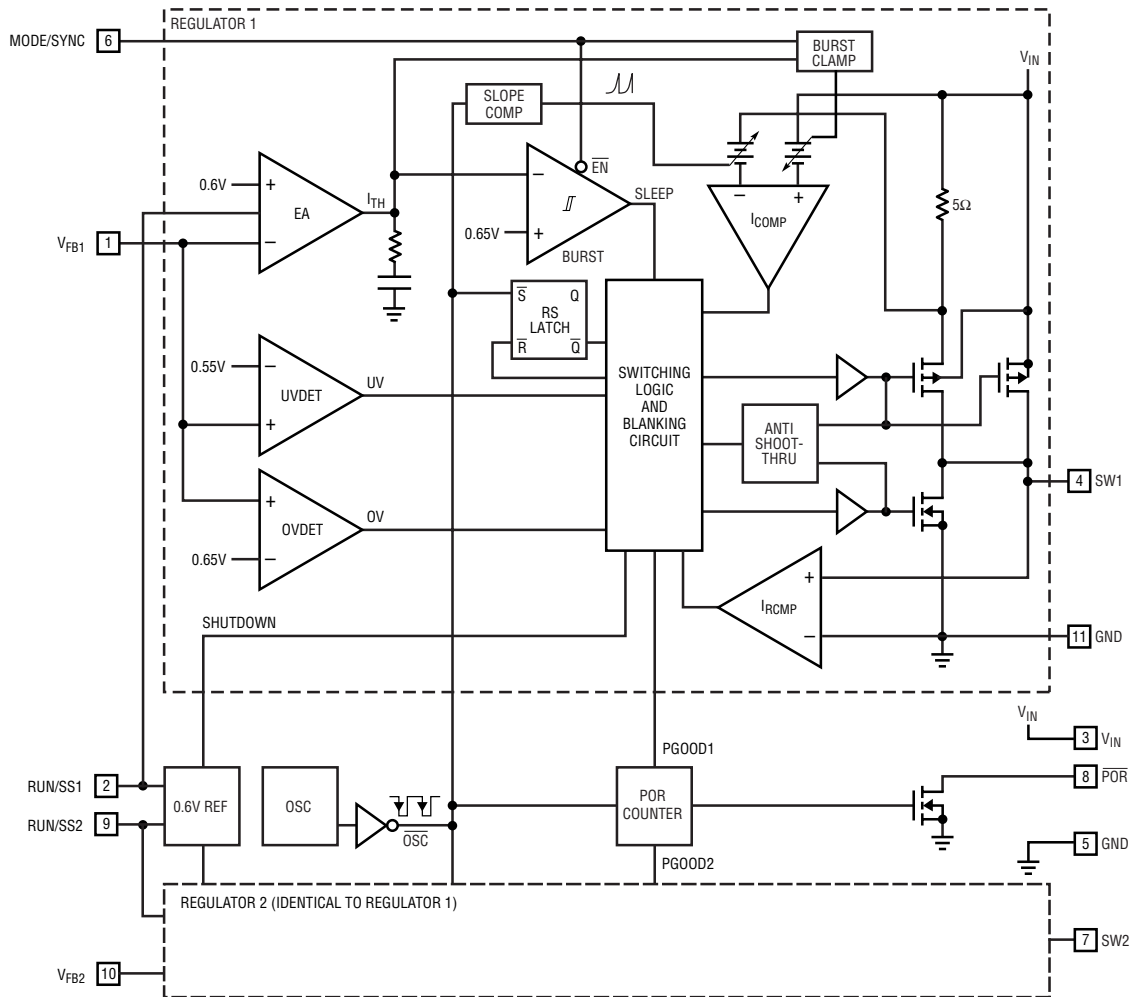 REGULATOR 1
MODE/SYNC 6
BURST
CLAMP
VIN
SLOPE
COMP
0.6V
+
EA
−
ITH
EN
SLEEP
−
+
0.65V
BURST
−
+
ICOMP
5Ω
VFB1 1
S
Q
RS
LATCH
R
Q
0.55V
−
UVDET
+
UV
SWITCHING
LOGIC
AND
BLANKING
CIRCUIT
ANTI
SHOOT-
THRU
4 SW1
+
OVDET
−
0.65V
OV
+
IRCMP
−
SHUTDOWN
11 GND
VIN
3 VIN
PGOOD1
RUN/SS1 2
RUN/SS2 9
0.6V REF
OSC
OSC
POR
COUNTER
8 POR
5 GND
PGOOD2
REGULATOR 2 (IDENTICAL TO REGULATOR 1)
7 SW2
VFB2 10